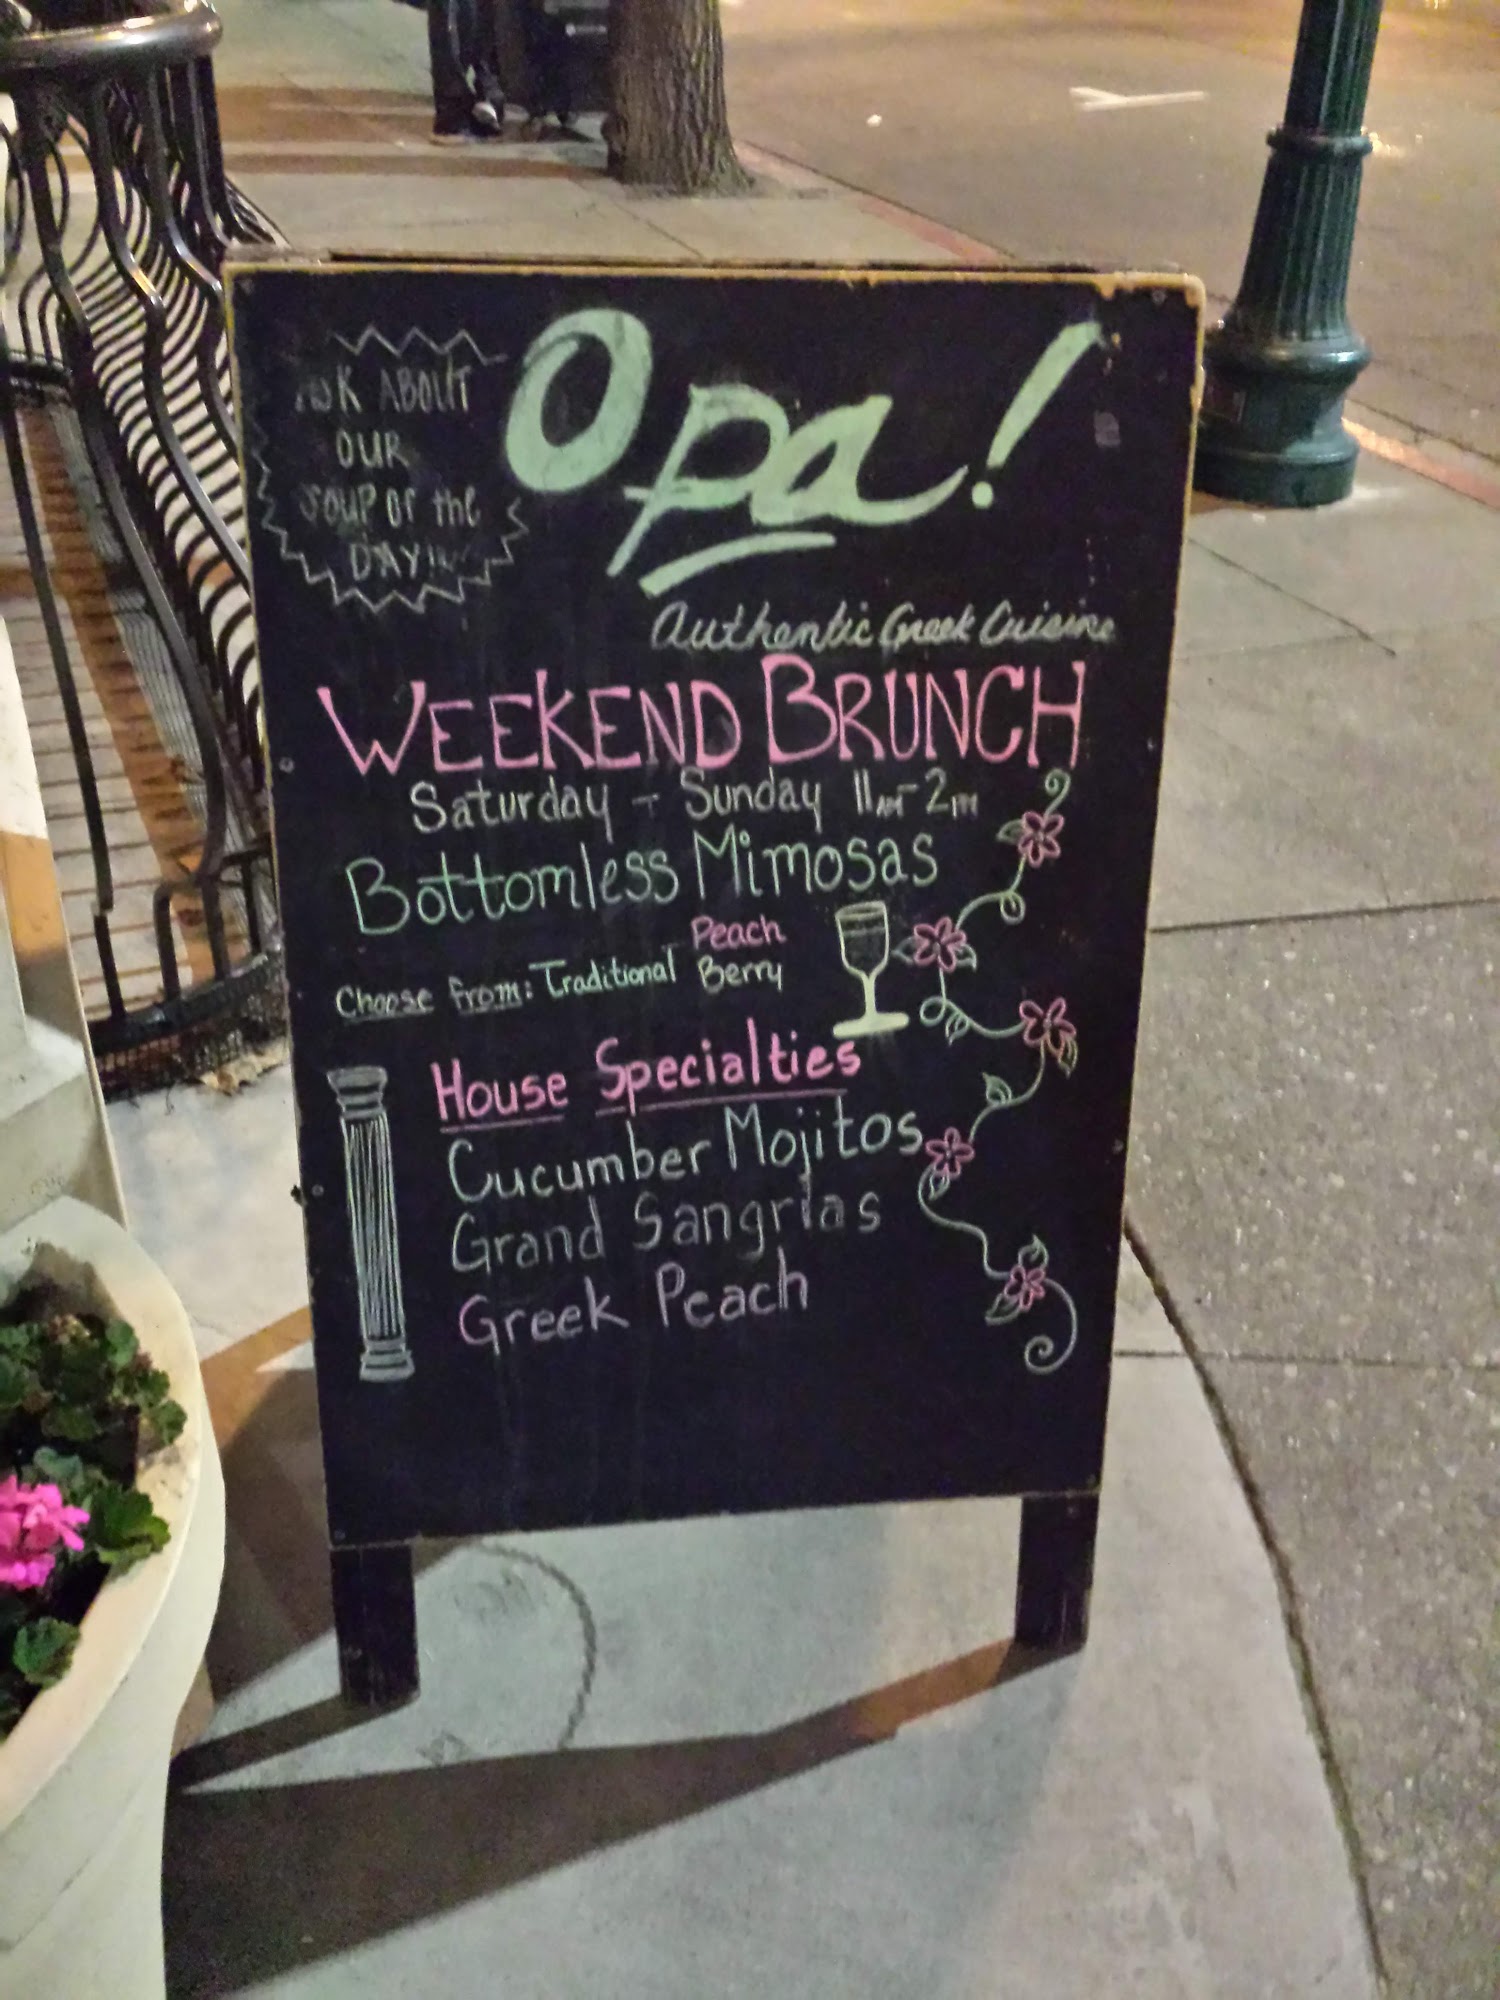 Opa!
ASK ABOUT
OUR
SOUP OF the
DAY!!
Authentic Greek Cuisine
WEEKEND BRUNCH
Saturday - Sunday 11AM-2PM
Bottomless Mimosas
Choose from: Traditional Peach
Berry
House Specialties
Cucumber Mojitos
Grand Sangrias
Greek Peach